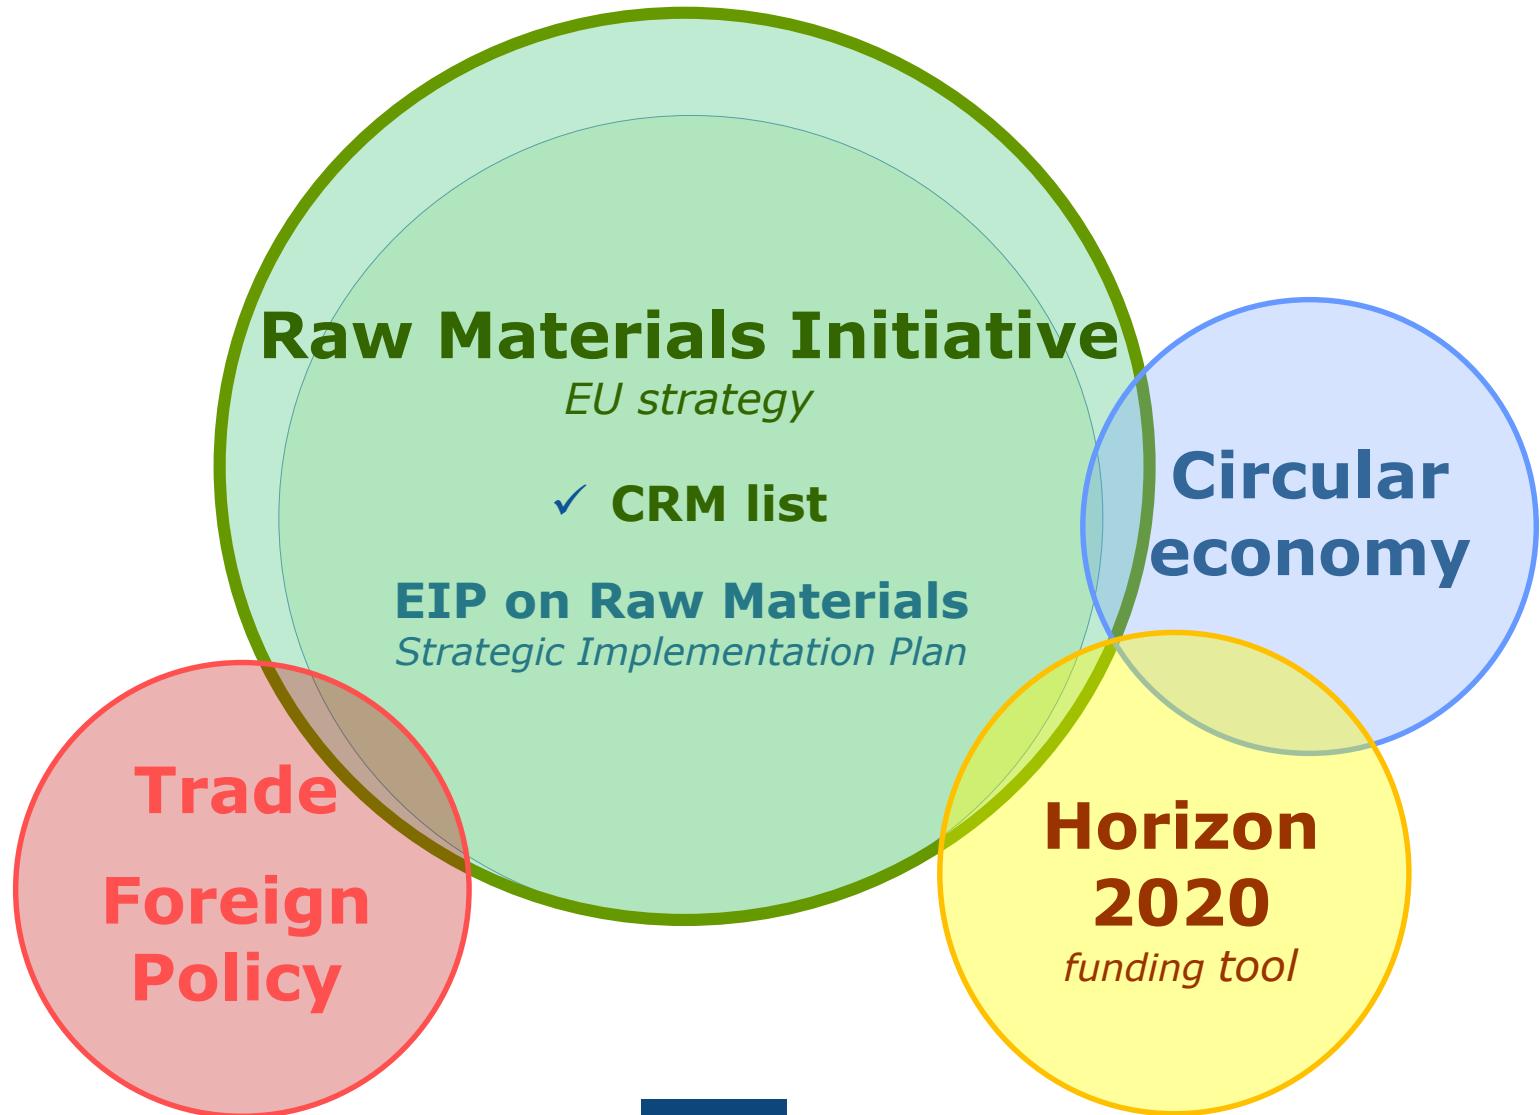 Raw Materials Initiative
EU strategy
✓ CRM list
EIP on Raw Materials
Strategic Implementation Plan
Circular
economy
Trade
Foreign
Policy
Horizon
2020
funding tool